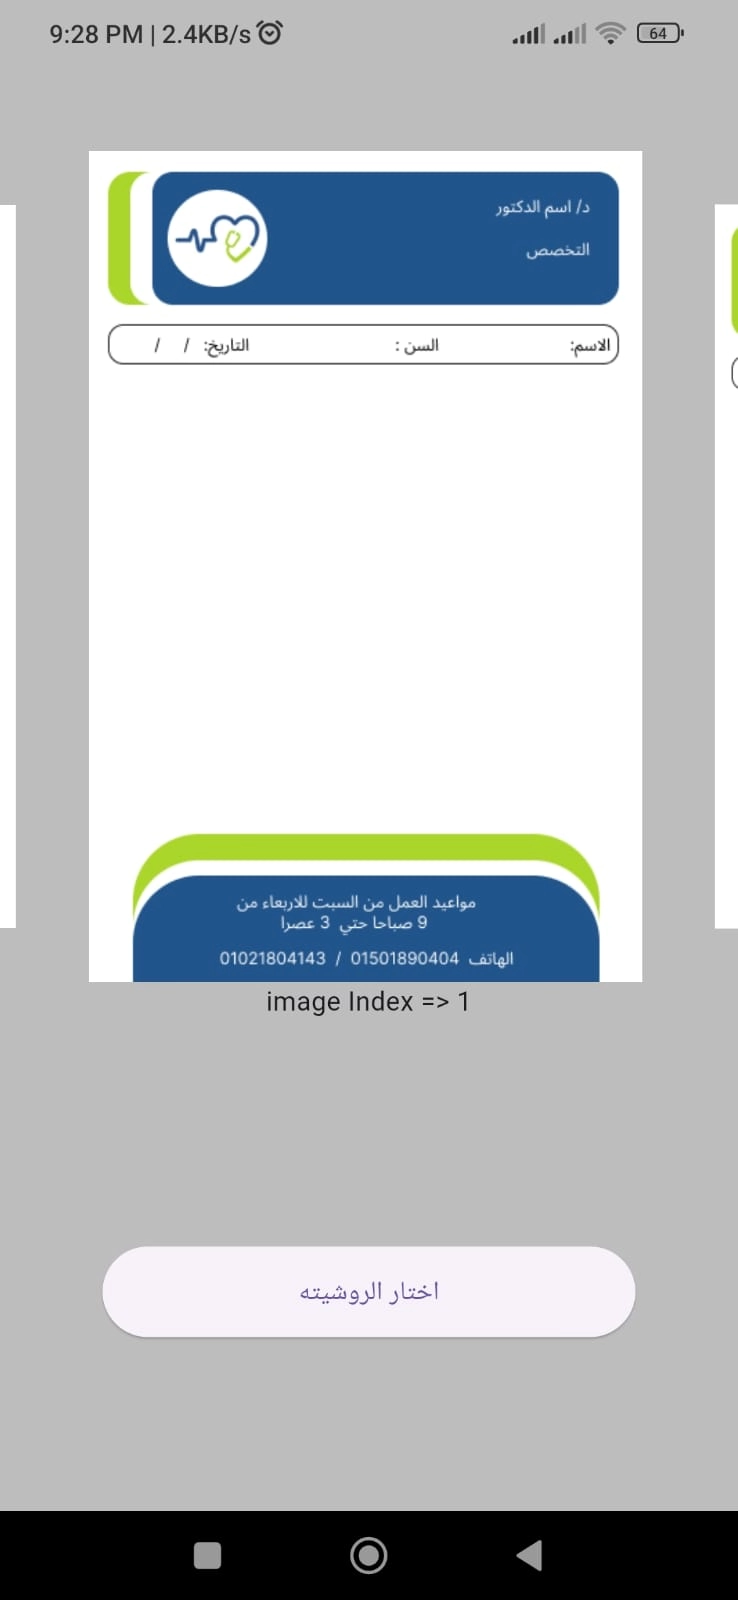 9:28 PM | 2.4KB/s
64
د/ اسم الدكتور
التخصص
الاسم: السن : التاريخ: / /
مواعيد العمل من السبت للاربعاء من
9 صباحا حتي 3 عصرا
الهاتف 01501890404 / 01021804143
image Index => 1
اختار الروشيته